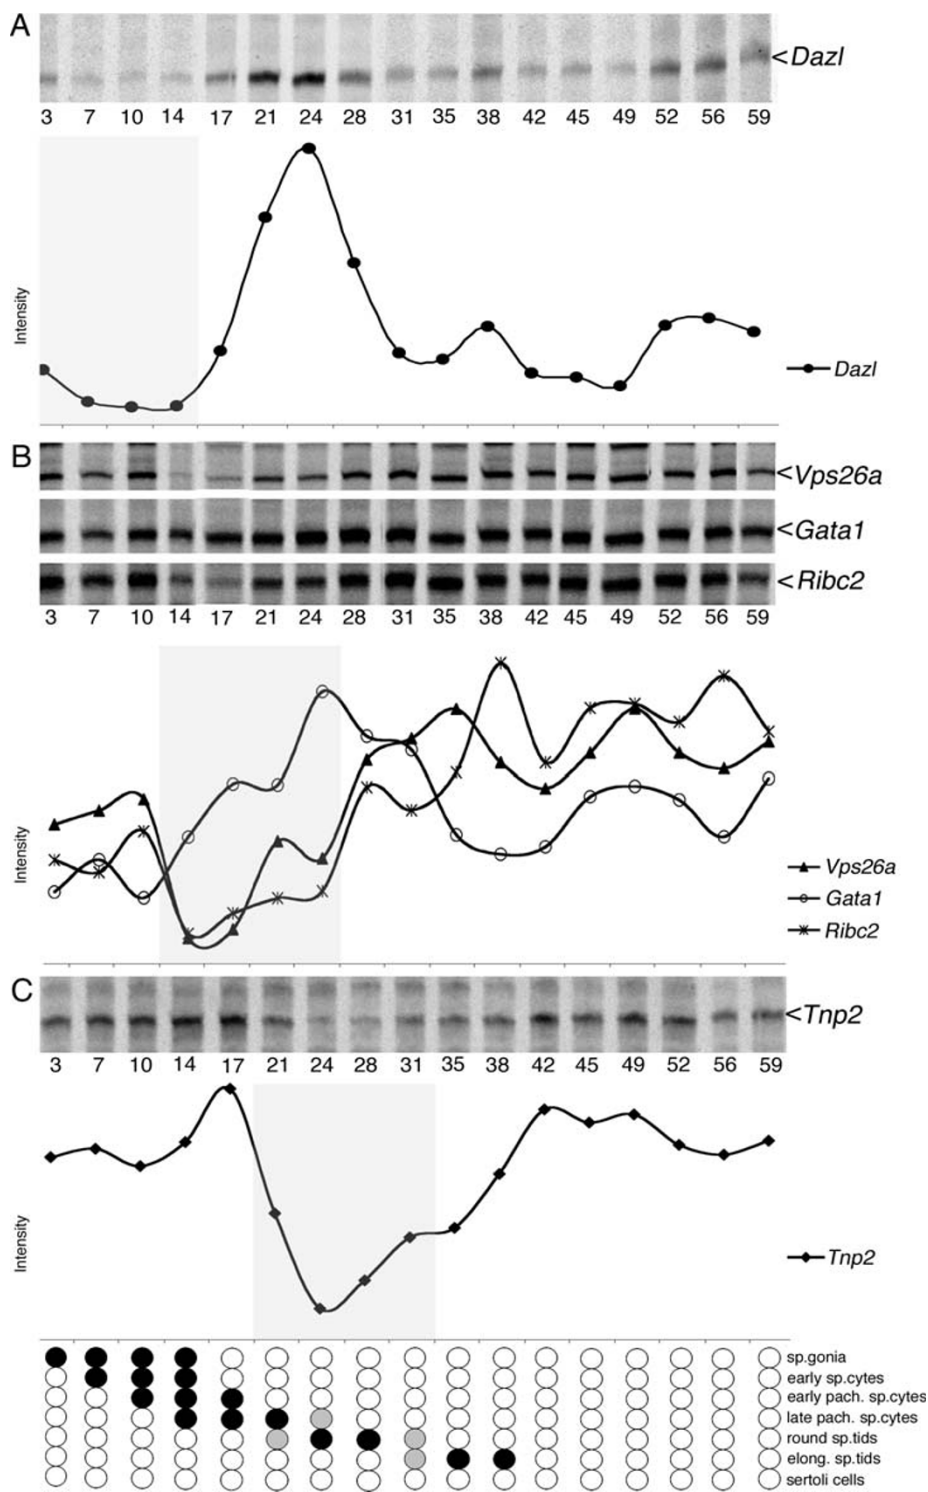 A
<Dazl
3 7 10 14 17 21 24 28 31 35 38 42 45 49 52 56 59
Intensity
Dazl
B
<Vps26a
<Gata1
<Ribc2
3 7 10 14 17 21 24 28 31 35 38 42 45 49 52 56 59
Intensity
Vps26a
Gata1
Ribc2
C
<Tnp2
3 7 10 14 17 21 24 28 31 35 38 42 45 49 52 56 59
Intensity
Tnp2
sp.gonia
early sp.cytes
early pach. sp.cytes
late pach. sp.cytes
round sp.tids
elong. sp.tids
sertoli cells